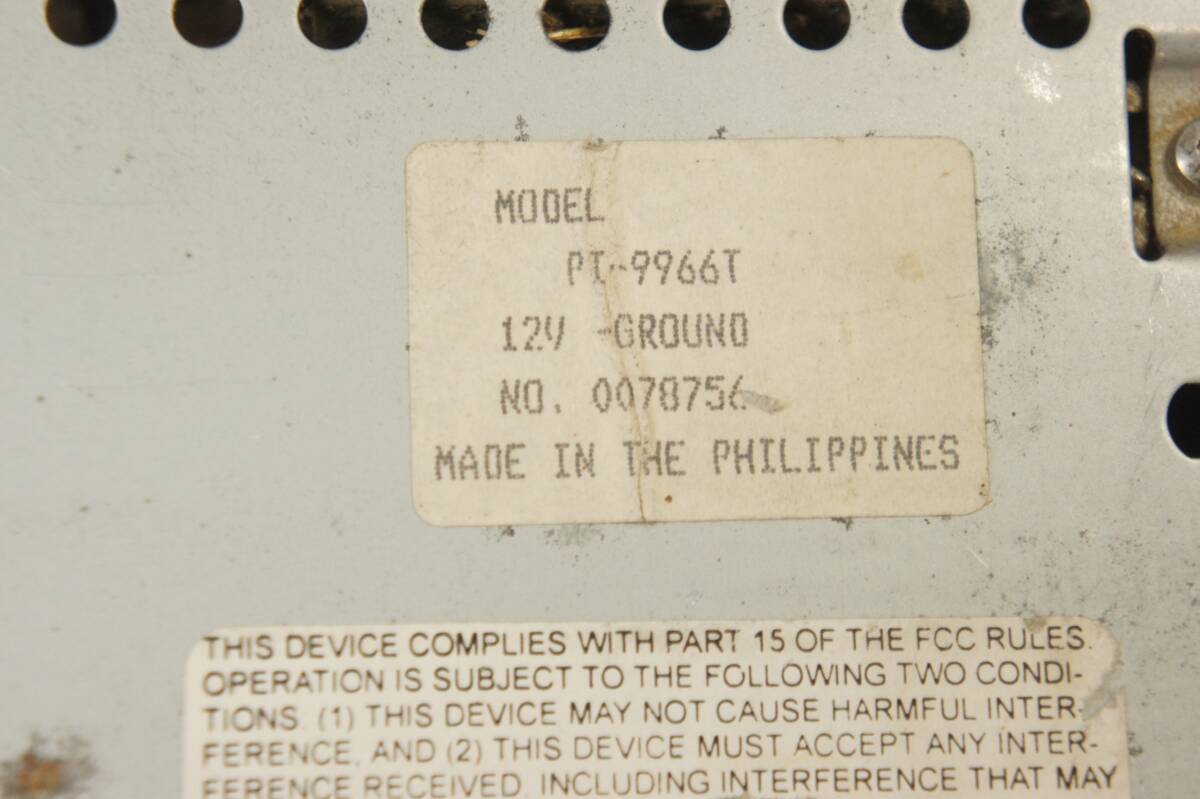 MODEL
PI-9966T
12V -GROUND
NO. 0078756
MADE IN THE PHILIPPINES
THIS DEVICE COMPLIES WITH PART 15 OF THE FCC RULES.
OPERATION IS SUBJECT TO THE FOLLOWING TWO CONDI-
TIONS. (1) THIS DEVICE MAY NOT CAUSE HARMFUL INTER-
FERENCE, AND (2) THIS DEVICE MUST ACCEPT ANY INTER-
FERENCE RECEIVED, INCLUDING INTERFERENCE THAT MAY